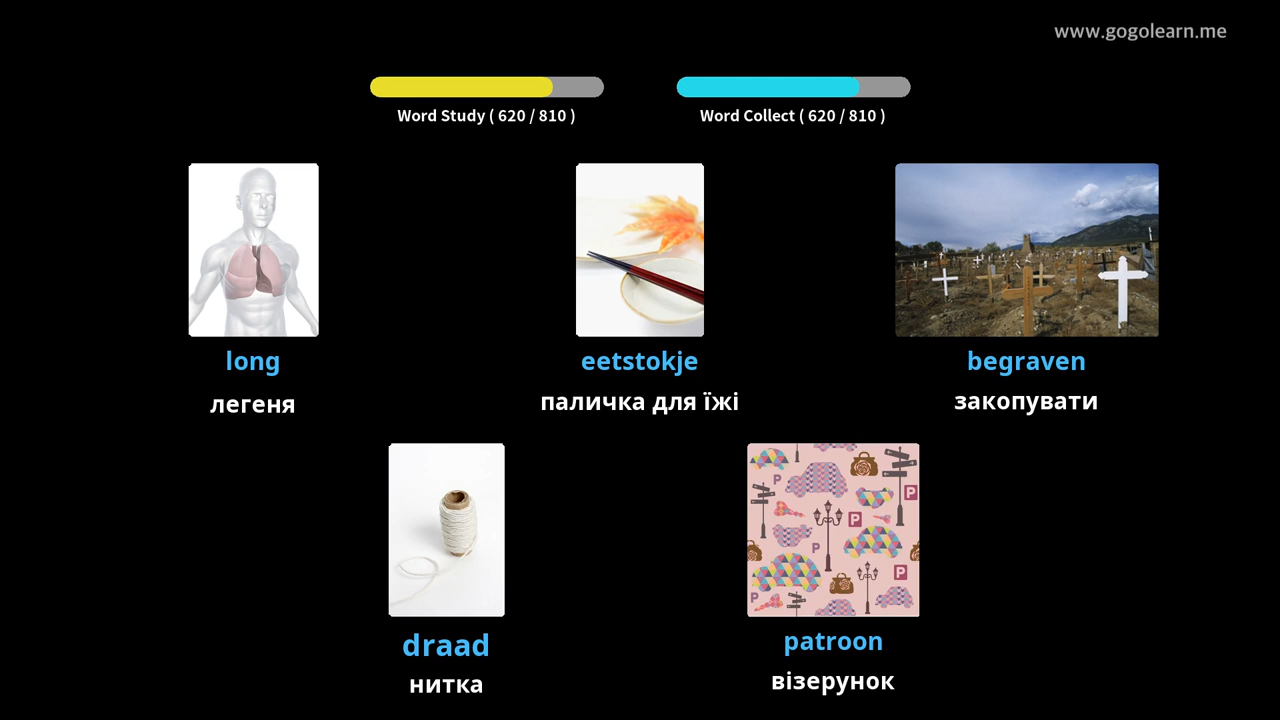 www.gogolearn.me
Word Study ( 620 / 810 )
Word Collect ( 620 / 810 )
long
eetstokje
begraven
легеня
паличка для їжі
закопувати
P
P
P
P
P
P
draad
patroon
нитка
візерунок